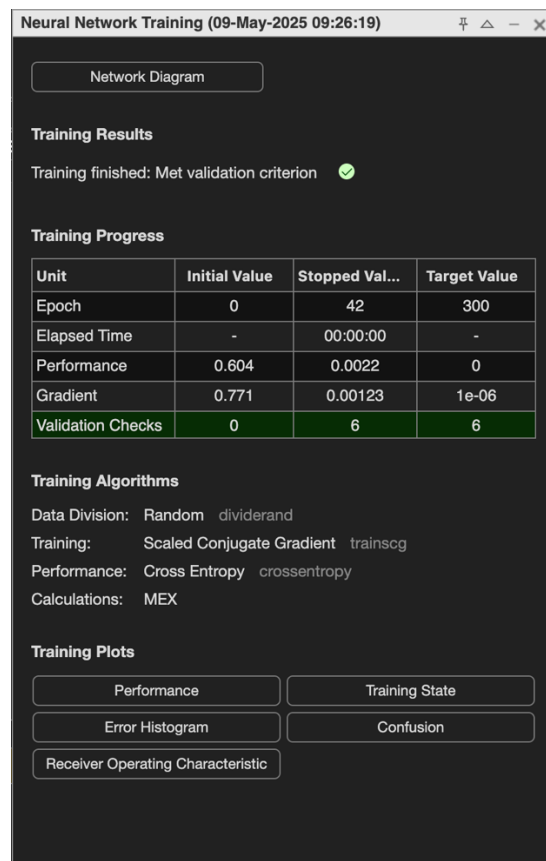 Neural Network Training (09-May-2025 09:26:19)
Network Diagram
Training Results
Training finished: Met validation criterion
Training Progress
Unit Initial Value Stopped Val... Target Value
Epoch 0 42 300
Elapsed Time - 00:00:00 -
Performance 0.604 0.0022 0
Gradient 0.771 0.00123 1e-06
Validation Checks 0 6 6
Training Algorithms
Data Division: Random dividerand
Training: Scaled Conjugate Gradient trainscg
Performance: Cross Entropy crossentropy
Calculations: MEX
Training Plots
Performance Training State
Error Histogram Confusion
Receiver Operating Characteristic